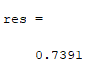 res =
0.7391